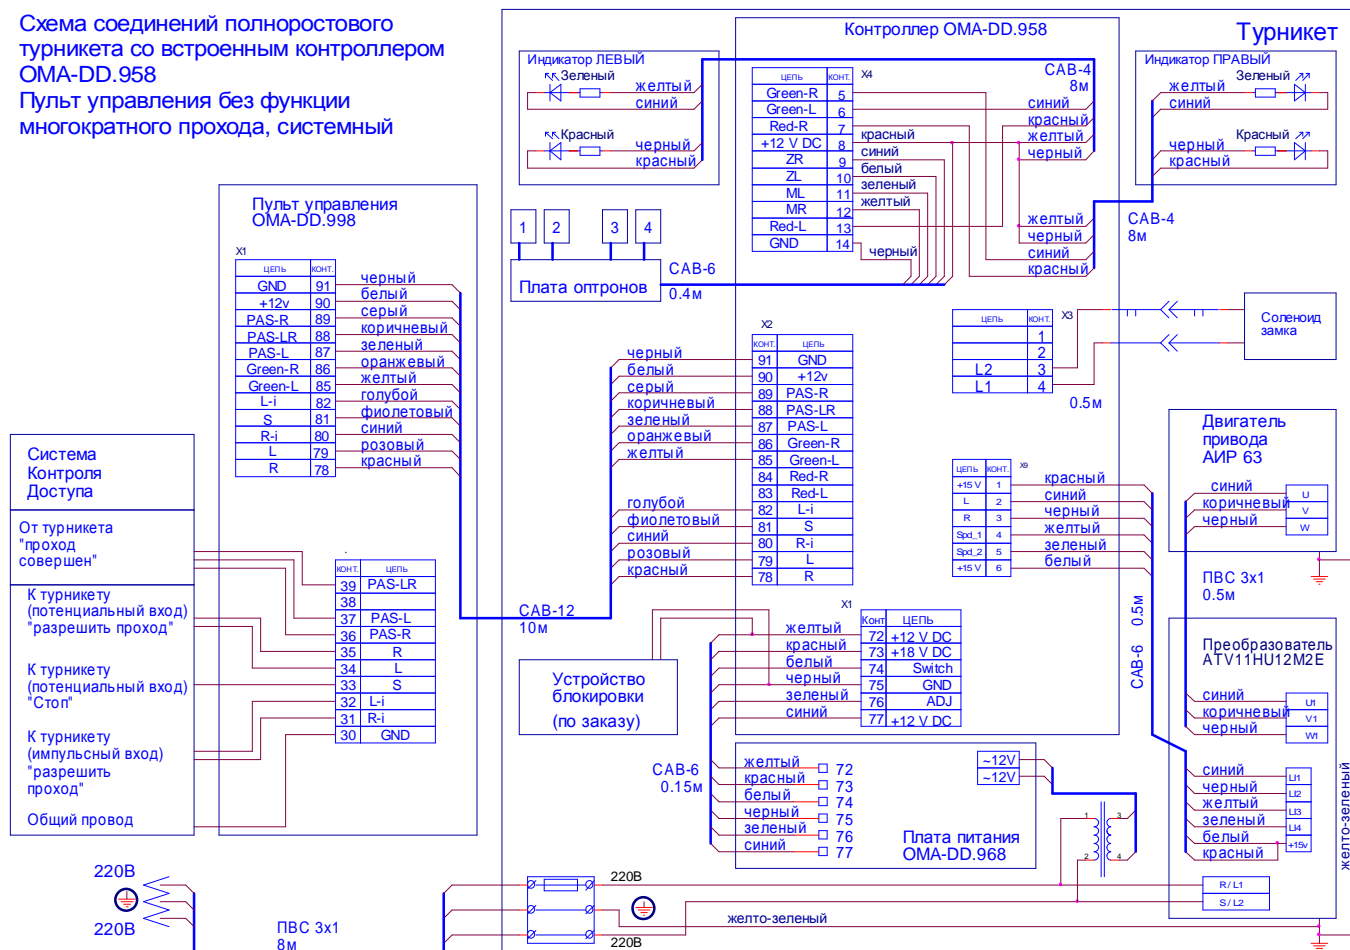 Схема соединений полноростового
турникета со встроенным контроллером
ОМА-DD.958
Пульт управления без функции
многократного прохода, системный
Контроллер ОМА-DD.958
Турникет
Индикатор ЛЕВЫЙ
Зеленый
желтый
синий
Красный
черный
красный
CAB-4
8м
Индикатор ПРАВЫЙ
желтый
Зеленый
синий
черный
Красный
красный
CAB-4
8м
X4
ЦЕПЬ КОНТ.
Green-R 5
Green-L 6
Red-R 7
+12 V DC 8
ZR 9
ZL 10
ML 11
MR 12
Red-L 13
GND 14
красный
синий
белый
зеленый
желтый
черный
синий
красный
желтый
черный
желтый
черный
синий
красный
1 2 3 4
Плата оптронов
CAB-6
0.4м
Пульт управления
ОМА-DD.998
X1
ЦЕПЬ КОНТ.
GND 91 черный
+12v 90 белый
PAS-R 89 серый
PAS-LR 88 коричневый
PAS-L 87 зеленый
Green-R 86 оранжевый
Green-L 85 желтый
L-i 82 голубой
S 81 фиолетовый
R-i 80 синий
L 79 розовый
R 78 красный
X2
КОНТ. ЦЕПЬ
черный 91 GND
белый 90 +12v
серый 89 PAS-R
коричневый 88 PAS-LR
зеленый 87 PAS-L
оранжевый 86 Green-R
желтый 85 Green-L
84 Red-R
83 Red-L
голубой 82 L-i
фиолетовый 81 S
синий 80 R-i
розовый 79 L
красный 78 R
CAB-12
10м
X3
ЦЕПЬ КОНТ.
1
2
L2 3
L1 4
0.5м
Соленоид
замка
X9
ЦЕПЬ КОНТ.
+15 V 1 красный
L 2 синий
R 3 черный
Spd_1 4 желтый
Spd_2 5 зеленый
+15 V 6 белый
CAB-6 0.5м
Двигатель
привода
АИР 63
синий U
коричневый V
черный W
ПВС 3х1
0.5м
Преобразователь
ATV11HU12M2E
синий U1
коричневый V1
черный W1
синий LI1
черный LI2
желтый LI3
зеленый LI4
белый +15v
красный
R / L1
S / L2
желто-зеленый
Система
Контроля
Доступа
От турникета
"проход
совершен"
К турникету
(потенциальный вход)
"разрешить проход"
К турникету
(потенциальный вход)
"Стоп"
К турникету
(импульсный вход)
"разрешить
проход"
Общий провод
КОНТ. ЦЕПЬ
39 PAS-LR
38
37 PAS-L
36 PAS-R
35 R
34 L
33 S
32 L-i
31 R-i
30 GND
Устройство
блокировки
(по заказу)
X1
Конт ЦЕПЬ
желтый 72 +12 V DC
красный 73 +18 V DC
белый 74 Switch
черный 75 GND
зеленый 76 ADJ
синий 77 +12 V DC
CAB-6
0.15м
желтый 72
красный 73
белый 74
черный 75
зеленый 76
синий 77
~12V
~12V
Плата питания
ОМА-DD.968
1 3
2 4
220В
220В
ПВС 3х1
8м
220В
220В
желто-зеленый